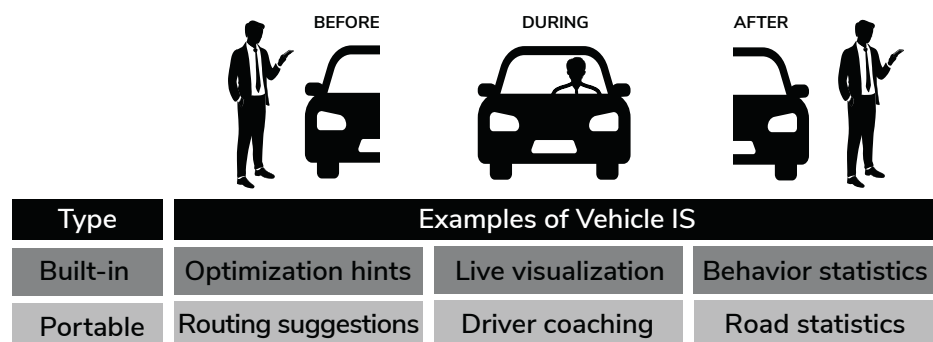 BEFORE DURING AFTER
Type Examples of Vehicle IS
Built-in Optimization hints Live visualization Behavior statistics
Portable Routing suggestions Driver coaching Road statistics